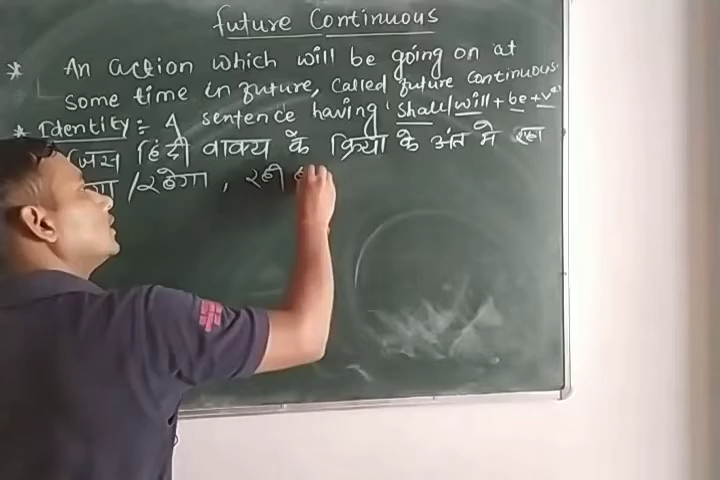 future Continuous
* An action which will be going on at
some time in future, called future continuous.
* Identity :- A sentence having 'shall/will + be + v⁴'
जिस हिंदी वाक्य के क्रिया के अंत मे रहा
/रहेगा, रही